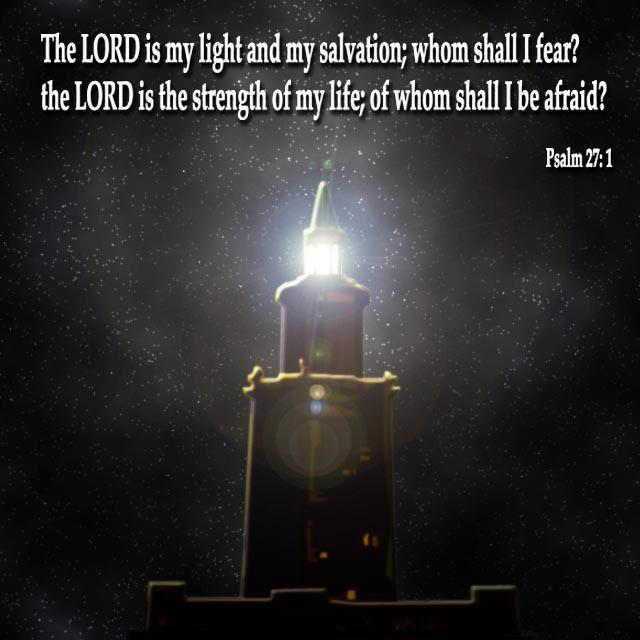 The LORD is my light and my salvation; whom shall I fear?
the LORD is the strength of my life; of whom shall I be afraid?
Psalm 27: 1